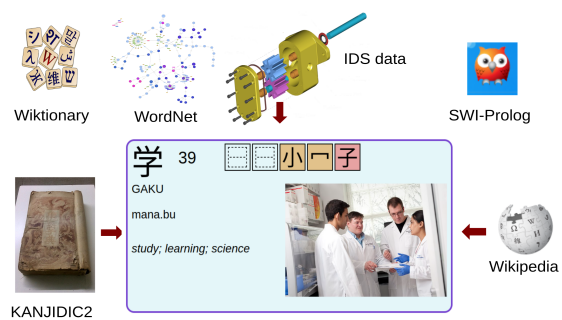 Wiktionary
WordNet
IDS data
SWI-Prolog
学 39 小 冖 子
GAKU
mana.bu
study; learning; science
KANJIDIC2
Wikipedia